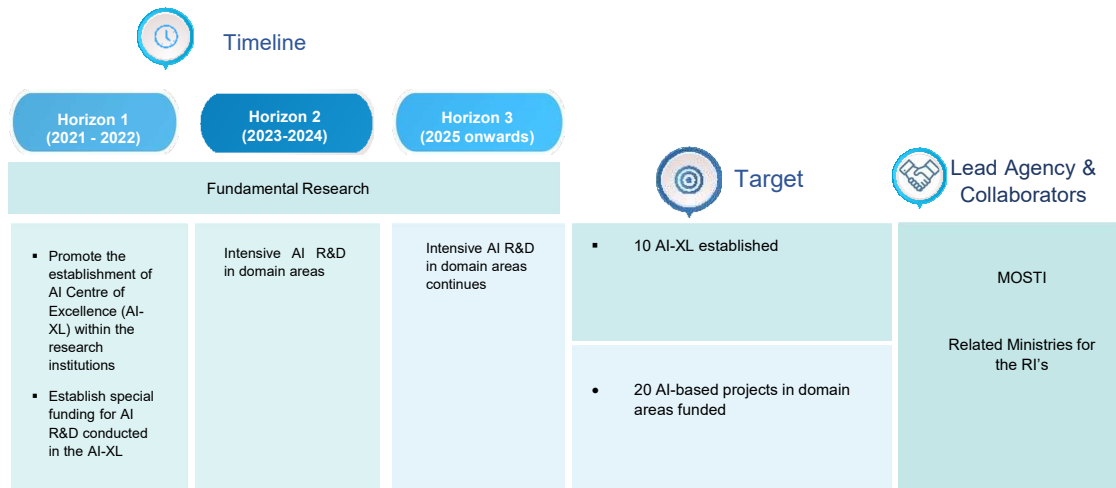 Timeline
Horizon 1
(2021 - 2022)
Horizon 2
(2023-2024)
Horizon 3
(2025 onwards)
Target
Lead Agency &
Collaborators
Fundamental Research
▪ Promote the
establishment of
AI Centre of
Excellence (AI-
XL) within the
research
institutions
▪ Establish special
funding for AI
R&D conducted
in the AI-XL
Intensive AI R&D
in domain areas
Intensive AI R&D
in domain areas
continues
▪ 10 AI-XL established
● 20 AI-based projects in domain
areas funded
MOSTI
Related Ministries for
the RI’s